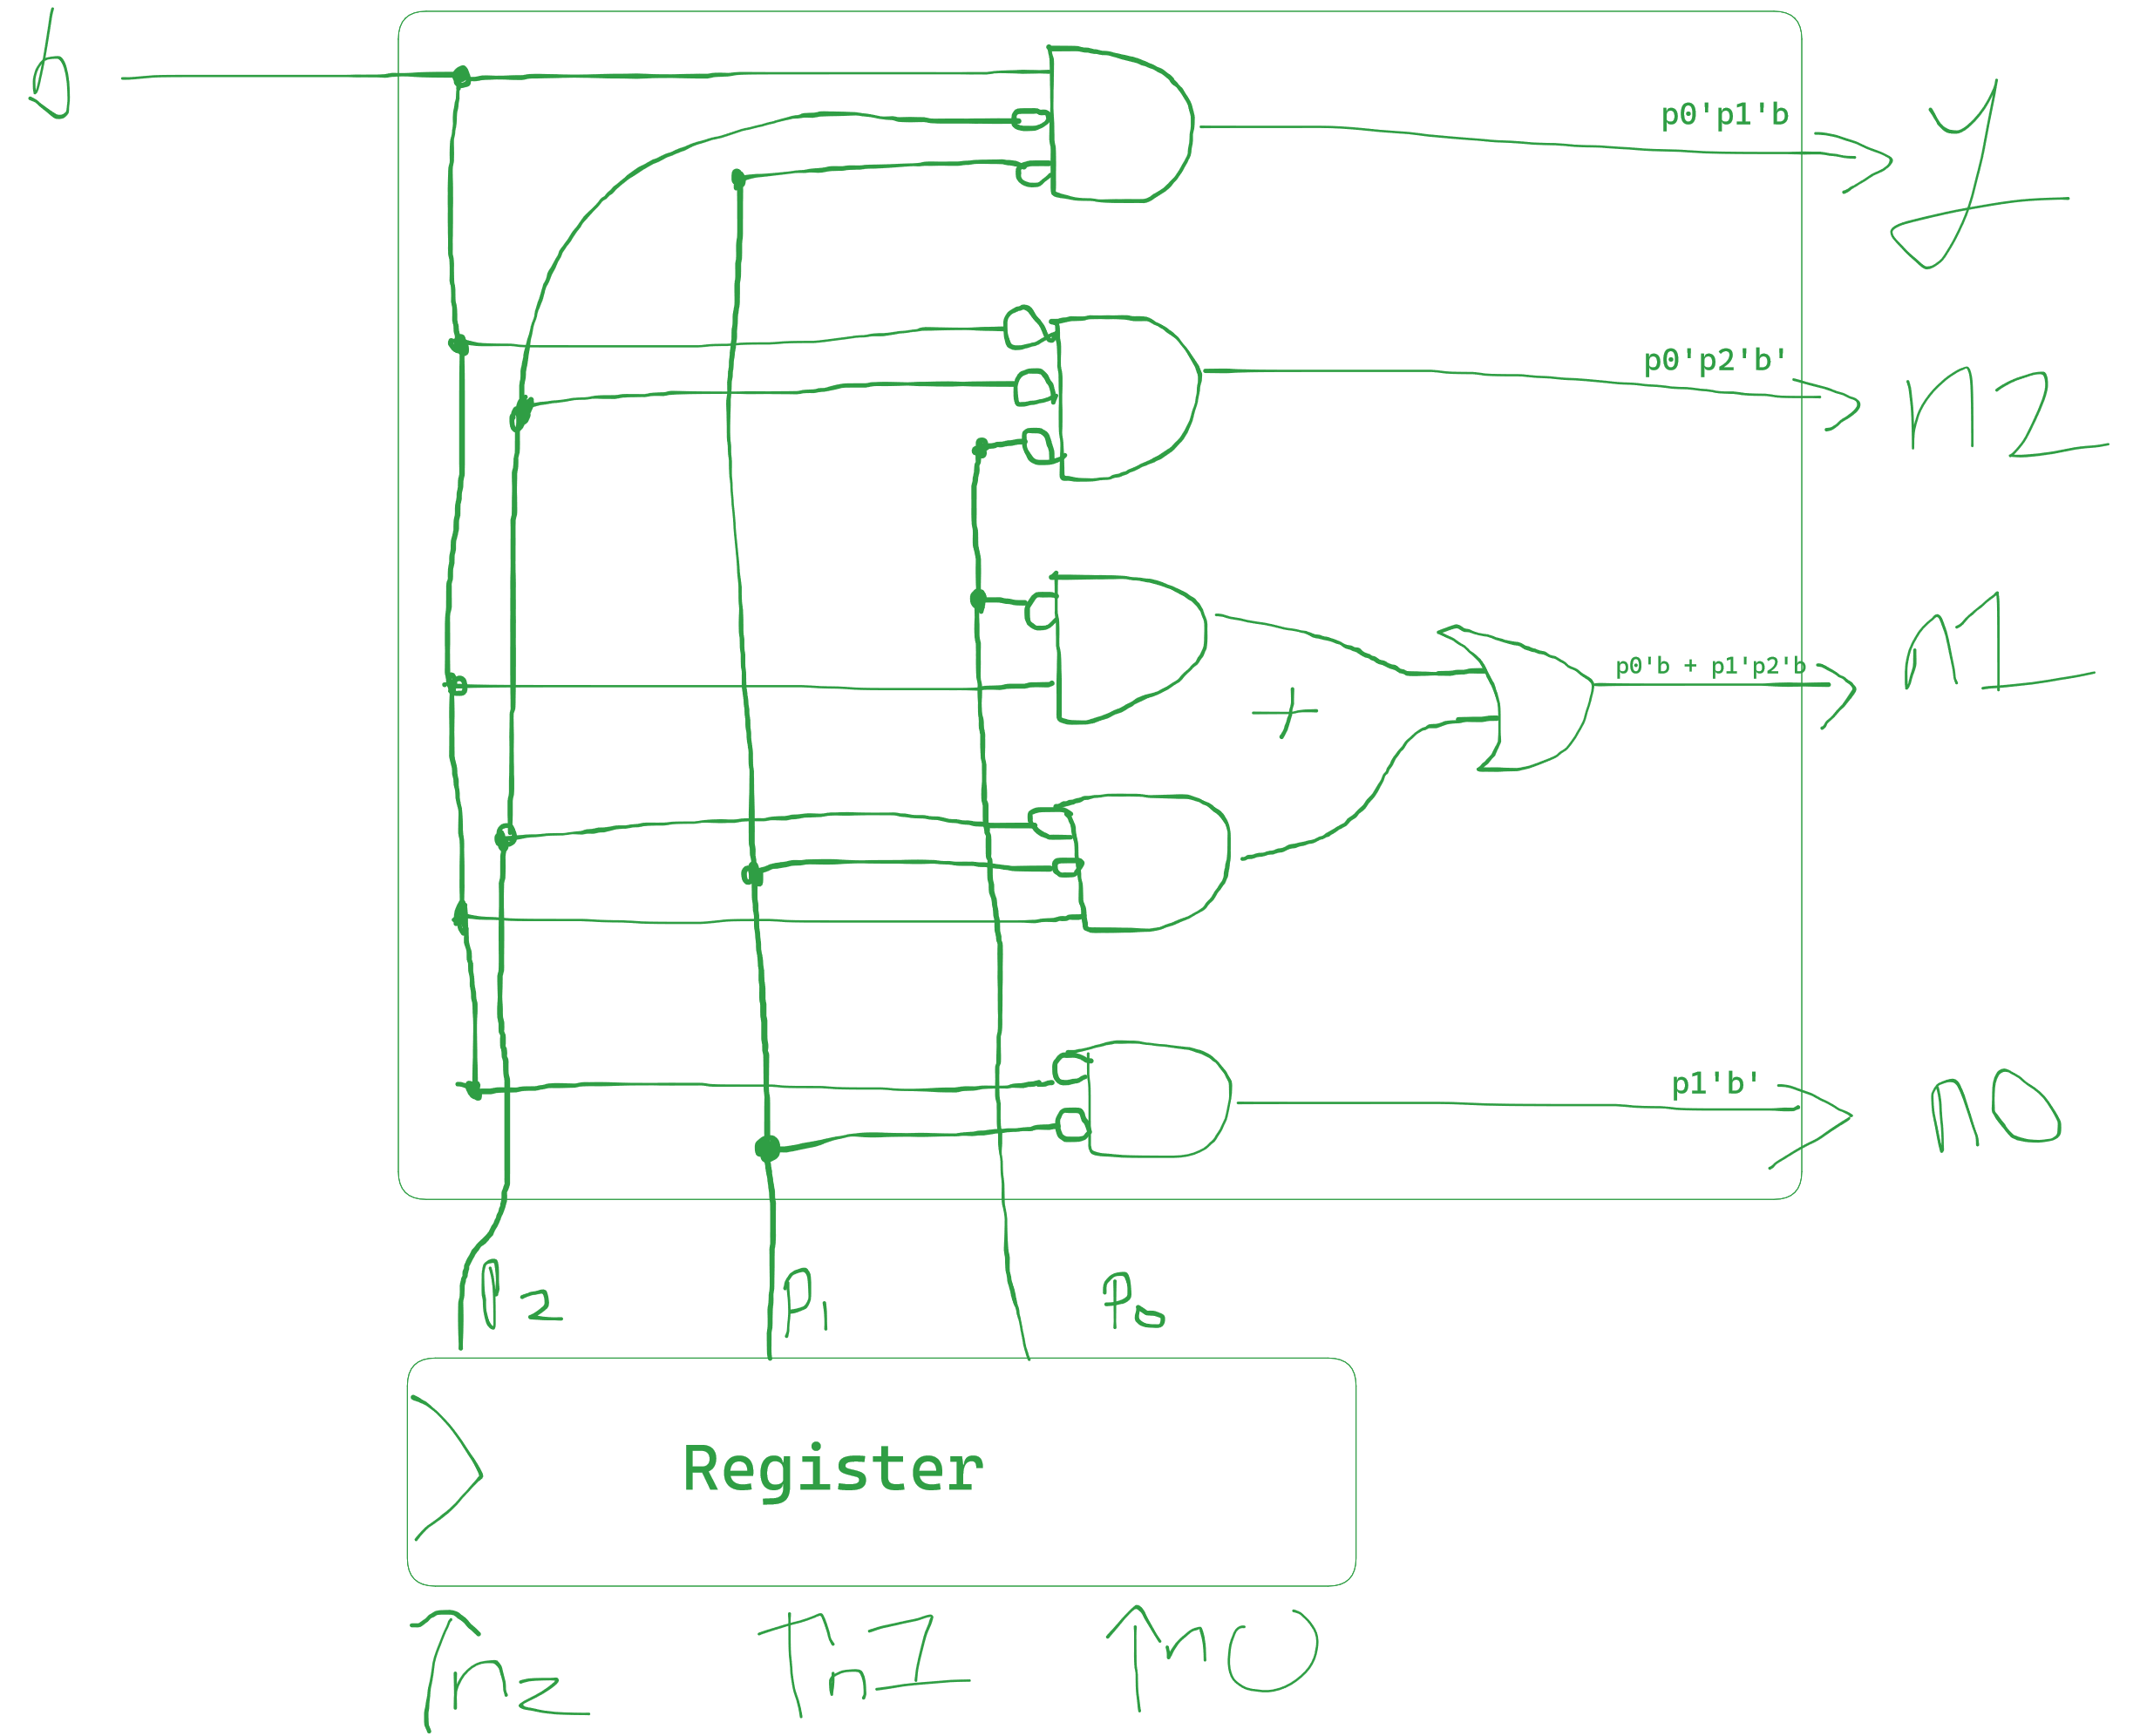 b
p0'p1'b
y
p0'p2'b'
n2
+
p0'b + p1'p2'b
n1
p1'b'
n0
P2 P1 P0
Register
n2 n1 n0